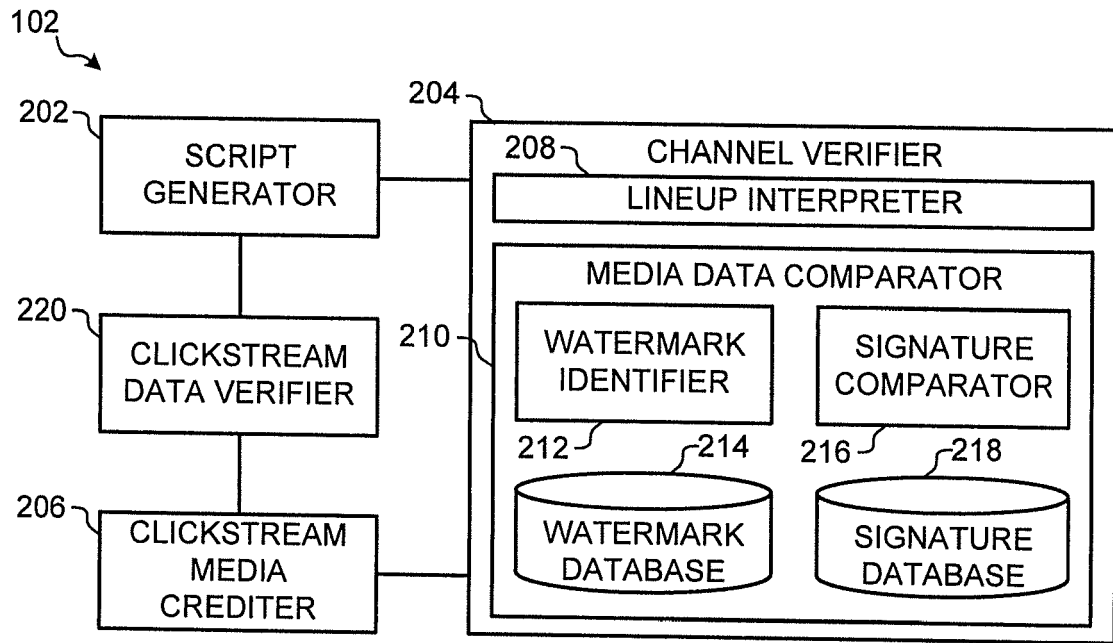 102
202
SCRIPT
GENERATOR
204
CHANNEL VERIFIER
208
LINEUP INTERPRETER
220
CLICKSTREAM
DATA VERIFIER
210
MEDIA DATA COMPARATOR
WATERMARK
IDENTIFIER
SIGNATURE
COMPARATOR
212
214
216
218
WATERMARK
DATABASE
SIGNATURE
DATABASE
206
CLICKSTREAM
MEDIA
CREDITER